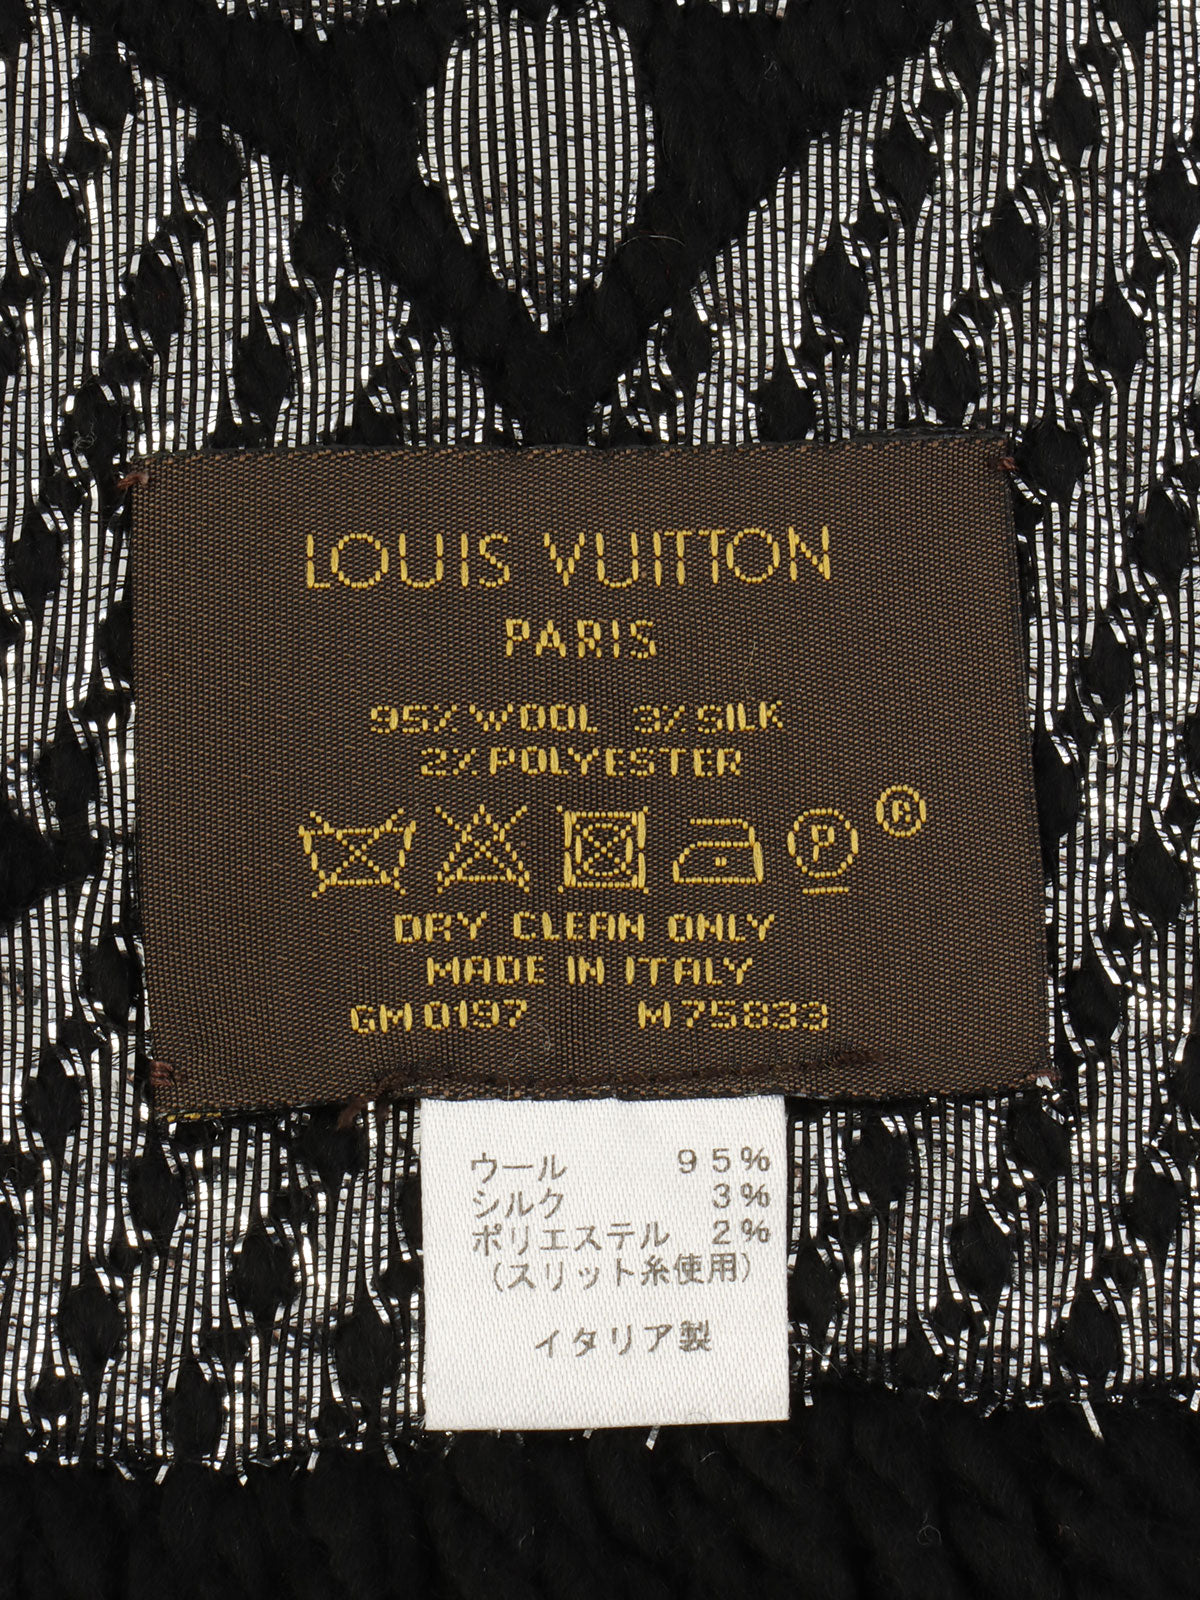 LOUIS VUITTON
PARIS
95% WOOL 3% SILK
2% POLYESTER
P ®
DRY CLEAN ONLY
MADE IN ITALY
GM 0197 M75833
ウール 95%
シルク 3%
ポリエステル 2%
(スリット糸使用)
イタリア製